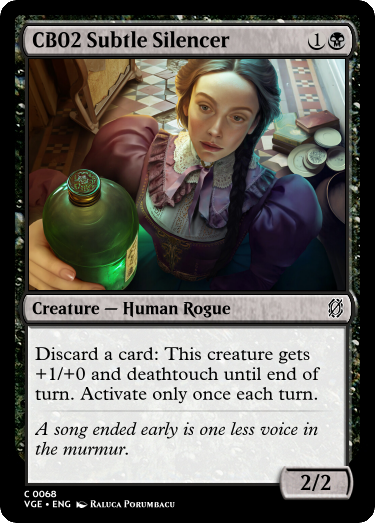 CB02 Subtle Silencer 1
Creature — Human Rogue
Discard a card: This creature gets
+1/+0 and deathtouch until end of
turn. Activate only once each turn.
A song ended early is one less voice in
the murmur.
2/2
C 0068
VGE • ENG Raluca Porumbacu